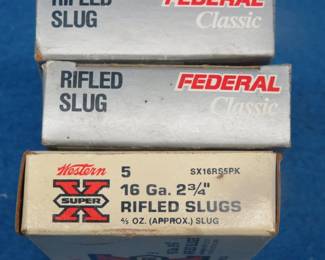 RIFLED
SLUG
FEDERAL
Classic
RIFLED
SLUG
FEDERAL
Classic
Western
SUPER X
5
SX16RS5PK
16 Ga. 2¾"
RIFLED SLUGS
⅘ OZ. (APPROX.) SLUG